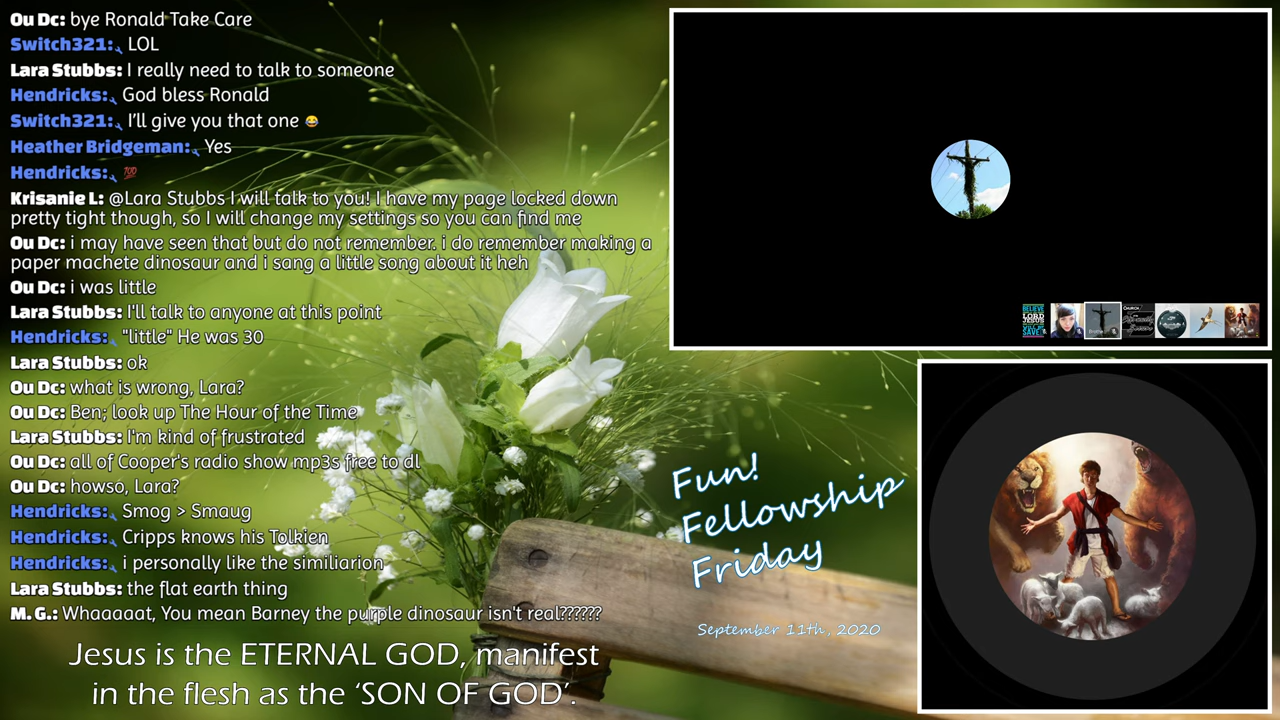 Ou Dc: bye Ronald Take Care
Switch321: LOL
Lara Stubbs: I really need to talk to someone
Hendricks: God bless Ronald
Switch321: I'll give you that one 😂
Heather Bridgeman: Yes
Hendricks: 💯
Krisanie L: @Lara Stubbs I will talk to you! I have my page locked down
pretty tight though, so I will change my settings so you can find me
Ou Dc: i may have seen that but do not remember. i do remember making a
paper machete dinosaur and i sang a little song about it heh
Ou Dc: i was little
Lara Stubbs: I"ll talk to anyone at this point
Hendricks: "little" He was 30
Lara Stubbs: ok
Ou Dc: what is wrong, Lara?
Ou Dc: Ben; look up The Hour of the Time
Lara Stubbs: I'm kind of frustrated
Ou Dc: all of Cooper's radio show mp3s free to dl
Ou Dc: howso, Lara?
Hendricks: Smog > Smaug
Hendricks: Cripps knows his Tolkien
Hendricks: i personally like the similiarion
Lara Stubbs: the flat earth thing
M. G.: Whaaaaat, You mean Barney the purple dinosaur isn't real??????
Jesus is the ETERNAL GOD, manifest
in the flesh as the 'SON OF GOD'.
BELIEVE
LORD
JESUS
SAVE
CHURCH
Fun!
Fellowship
Friday
September 11th, 2020